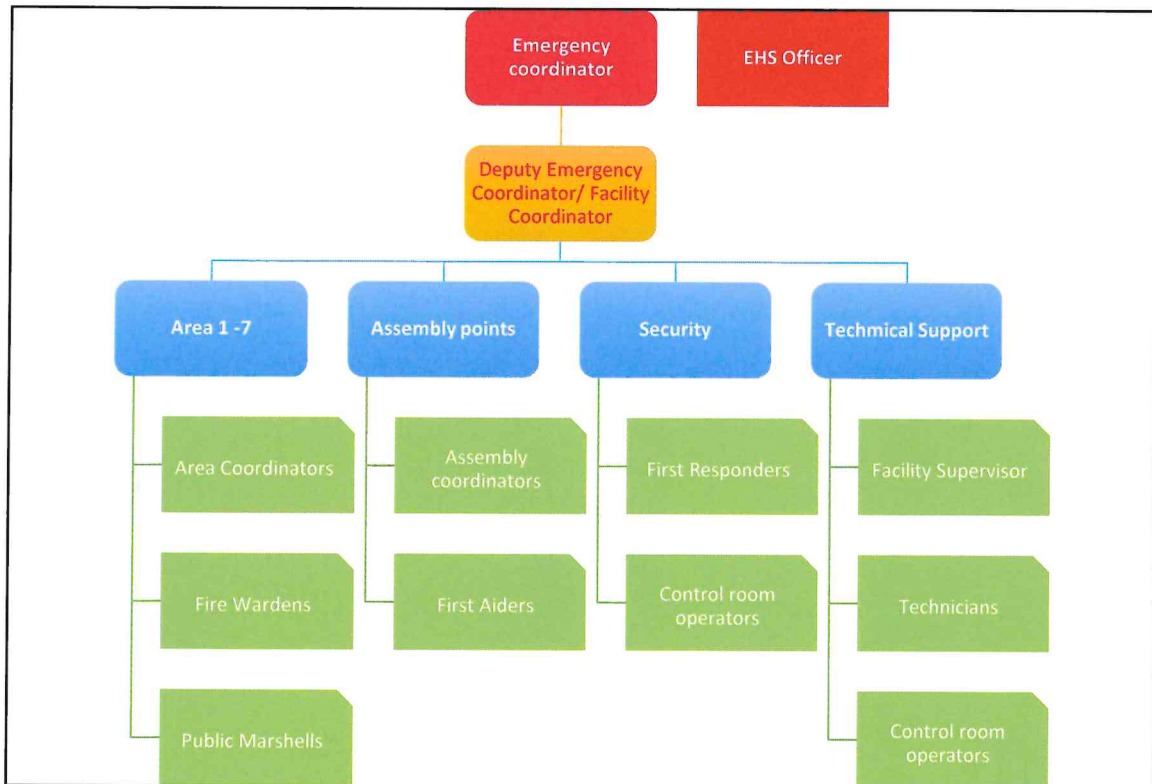 Emergency
coordinator
EHS Officer
Deputy Emergency
Coordinator/ Facility
Coordinator
Area 1 -7
Assembly points
Security
Technical Support
Area Coordinators
Assembly
coordinators
First Responders
Facility Supervisor
Fire Wardens
First Aiders
Control room
operators
Technicians
Public Marshells
Control room
operators